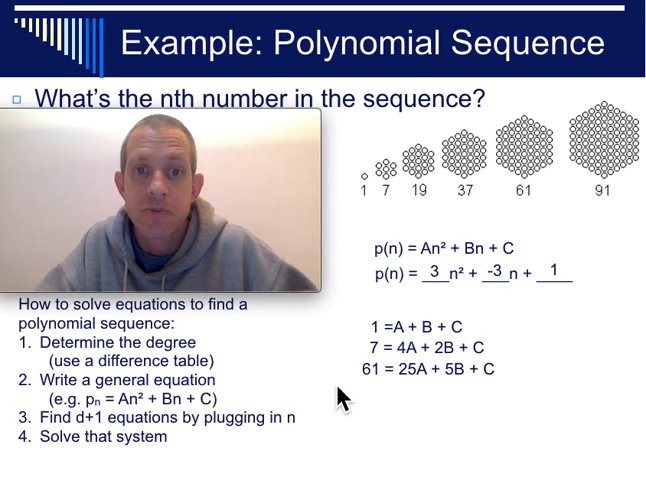 Example: Polynomial Sequence
What's the nth number in the sequence?
1 7 19 37 61 91
p(n) = An² + Bn + C
p(n) = 3 n² + -3 n + 1
1 =A + B + C
7 = 4A + 2B + C
61 = 25A + 5B + C
How to solve equations to find a
polynomial sequence:
1. Determine the degree
(use a difference table)
2. Write a general equation
(e.g. pₙ = An² + Bn + C)
3. Find d+1 equations by plugging in n
4. Solve that system